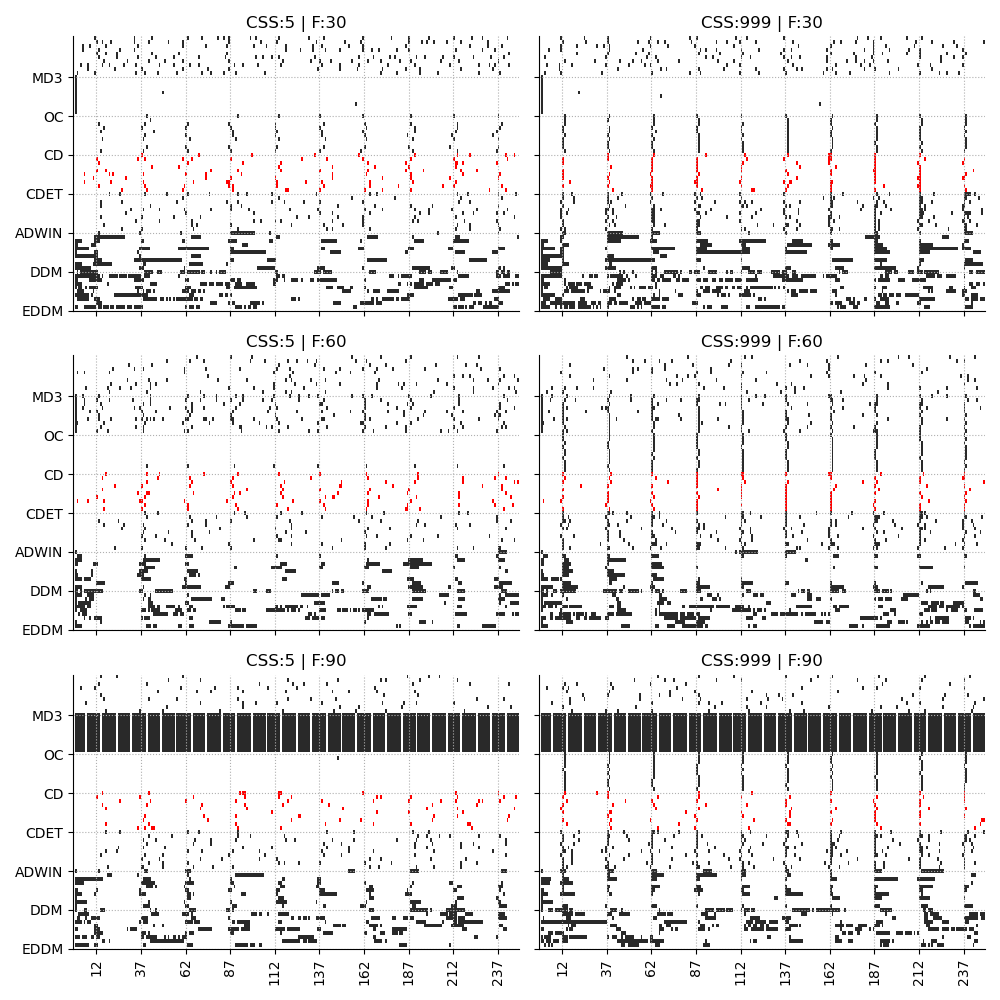 CSS:5 | F:30
CSS:999 | F:30
MD3
OC
CD
CDET
ADWIN
DDM
EDDM
CSS:5 | F:60
CSS:999 | F:60
MD3
OC
CD
CDET
ADWIN
DDM
EDDM
CSS:5 | F:90
CSS:999 | F:90
MD3
OC
CD
CDET
ADWIN
DDM
EDDM
12 37 62 87 112 137 162 187 212 237
12 37 62 87 112 137 162 187 212 237